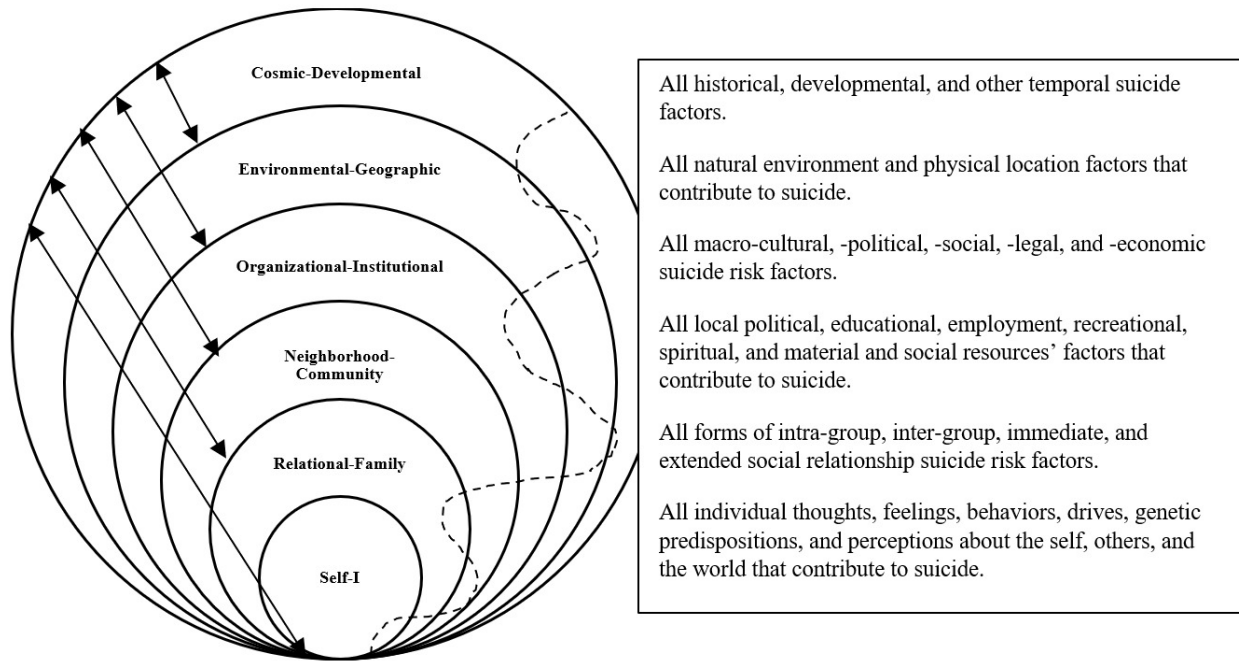 Cosmic-Developmental
Environmental-Geographic
Organizational-Institutional
Neighborhood-
Community
Relational-Family
Self-I
All historical, developmental, and other temporal suicide
factors.
All natural environment and physical location factors that
contribute to suicide.
All macro-cultural, -political, -social, -legal, and -economic
suicide risk factors.
All local political, educational, employment, recreational,
spiritual, and material and social resources’ factors that
contribute to suicide.
All forms of intra-group, inter-group, immediate, and
extended social relationship suicide risk factors.
All individual thoughts, feelings, behaviors, drives, genetic
predispositions, and perceptions about the self, others, and
the world that contribute to suicide.